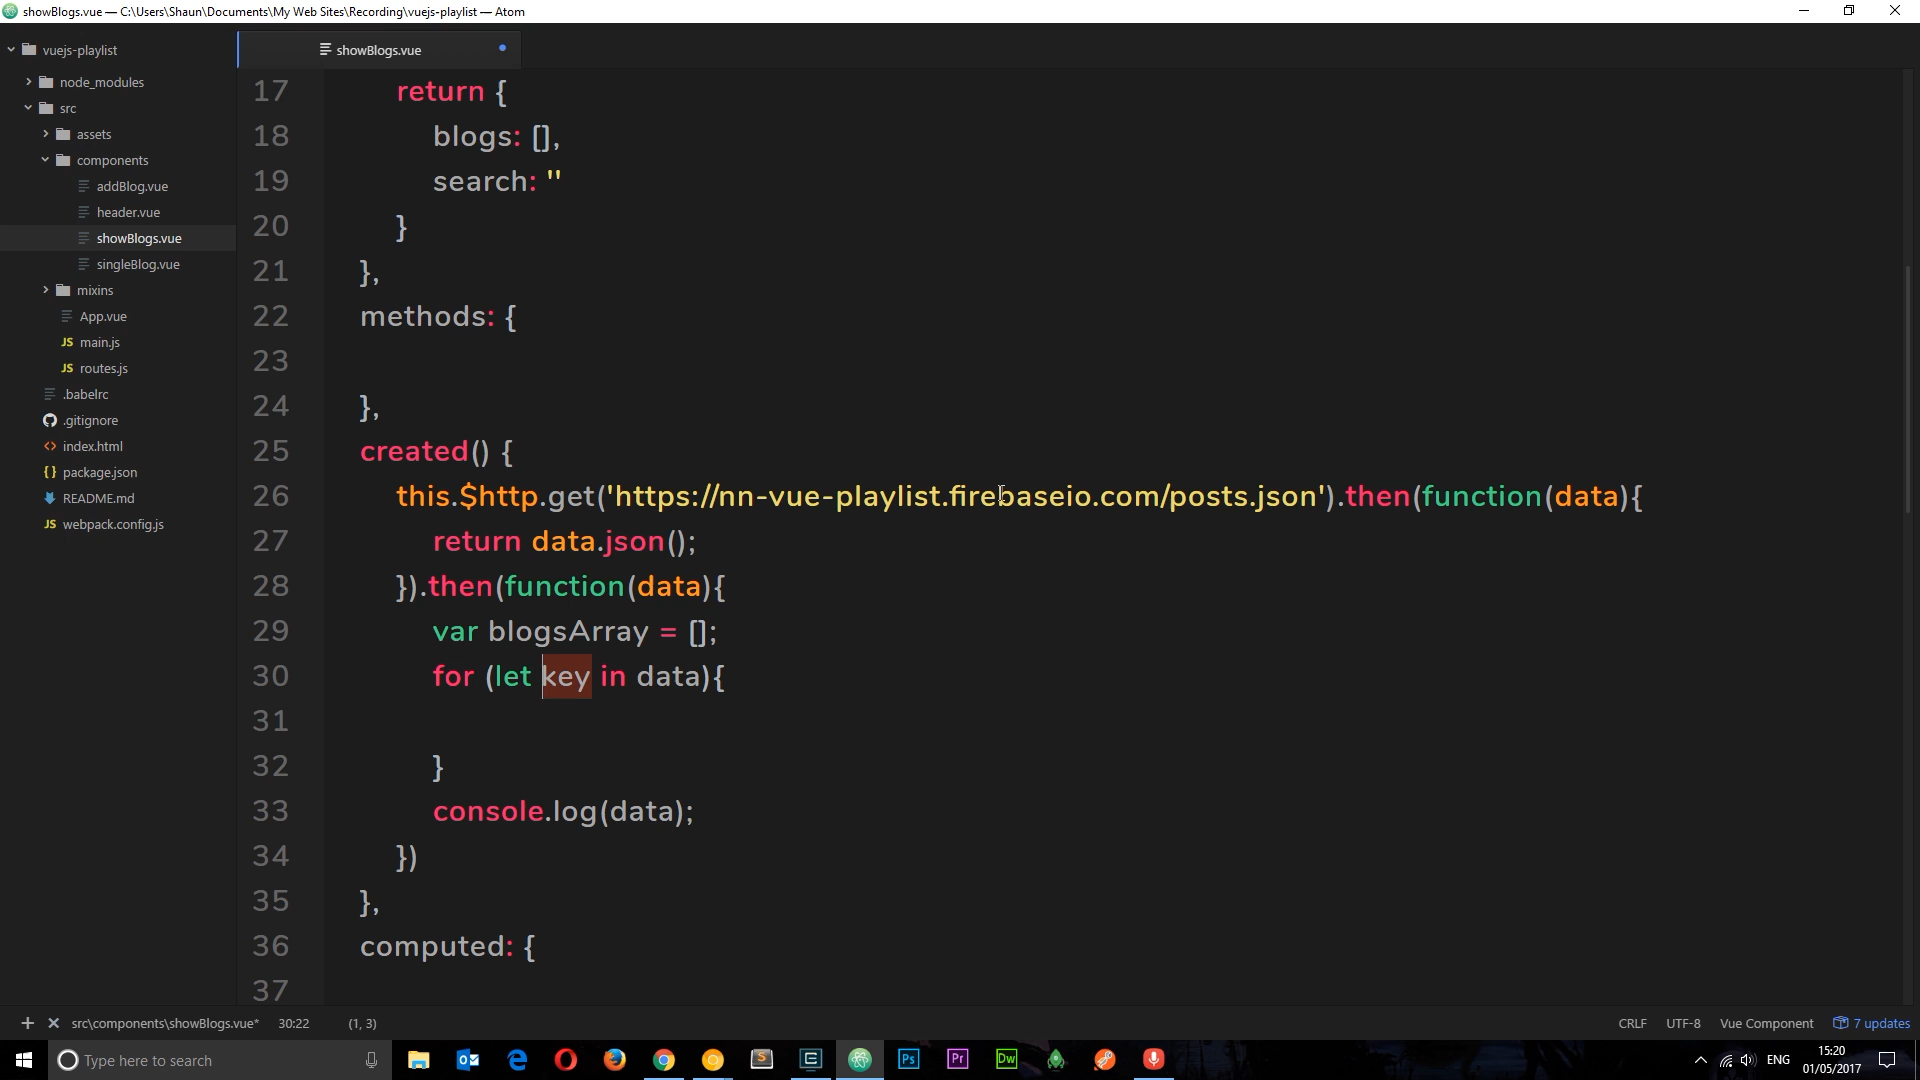 showBlogs.vue — C:\Users\Shaun\Documents\My Web Sites\Recording\vuejs-playlist — Atom
vuejs-playlist
node_modules
src
assets
components
addBlog.vue
header.vue
showBlogs.vue
singleBlog.vue
mixins
App.vue
JS main.js
JS routes.js
.babelrc
.gitignore
<> index.html
{} package.json
README.md
JS webpack.config.js
showBlogs.vue
17 return {
18 blogs: [],
19 search: ''
20 }
21 },
22 methods: {
23
24 },
25 created() {
26 this.$http.get('https://nn-vue-playlist.firebaseio.com/posts.json').then(function(data){
27 return data.json();
28 }).then(function(data){
29 var blogsArray = [];
30 for (let key in data){
31
32 }
33 console.log(data);
34 })
35 },
36 computed: {
37
src\components\showBlogs.vue* 30:22 (1, 3) CRLF UTF-8 Vue Component 7 updates
Type here to search
S
Ps
Pr
Dw
ENG
15:20
01/05/2017